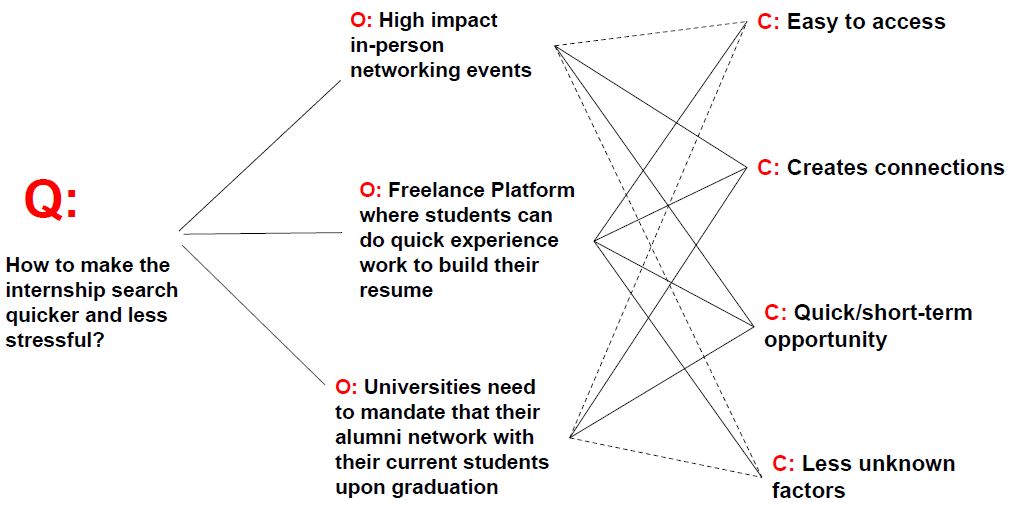 Q:
How to make the
internship search
quicker and less
stressful?
O: High impact
in-person
networking events
O: Freelance Platform
where students can
do quick experience
work to build their
resume
O: Universities need
to mandate that their
alumni network with
their current students
upon graduation
C: Easy to access
C: Creates connections
C: Quick/short-term
opportunity
C: Less unknown
factors